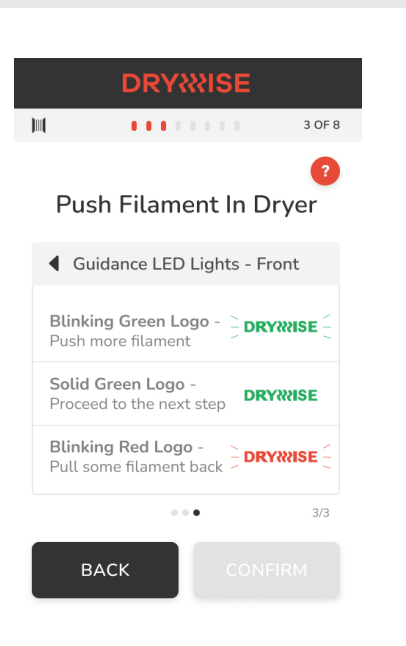 DRYWISE
3 OF 8
?
Push Filament In Dryer
Guidance LED Lights - Front
Blinking Green Logo -
Push more filament
DRYWISE
Solid Green Logo -
Proceed to the next step
DRYWISE
Blinking Red Logo -
Pull some filament back
DRYWISE
3/3
BACK
CONFIRM